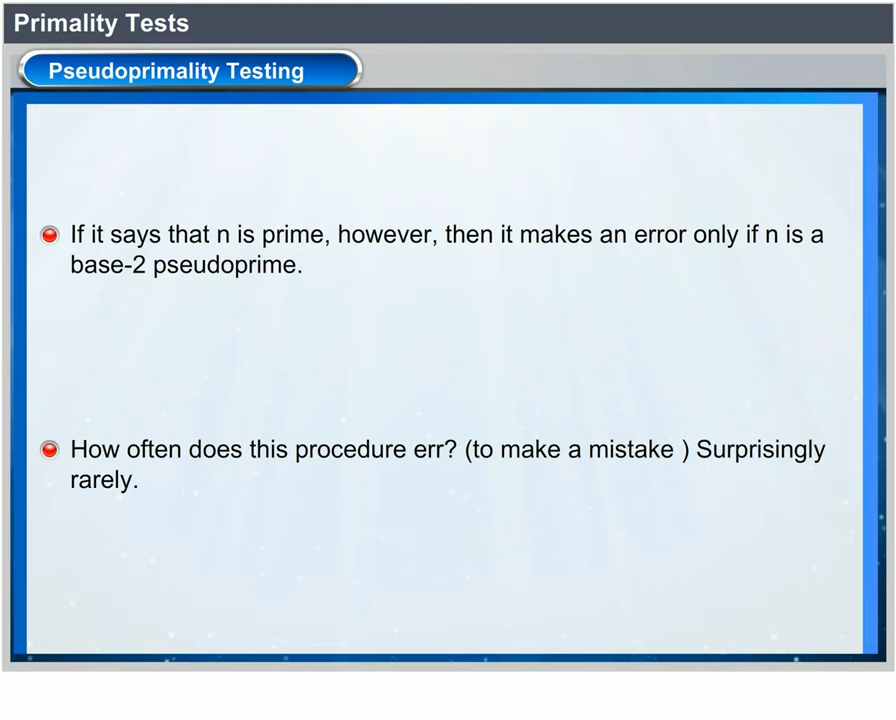 Primality Tests
Pseudoprimality Testing
If it says that n is prime, however, then it makes an error only if n is a
base-2 pseudoprime.
How often does this procedure err? (to make a mistake ) Surprisingly
rarely.